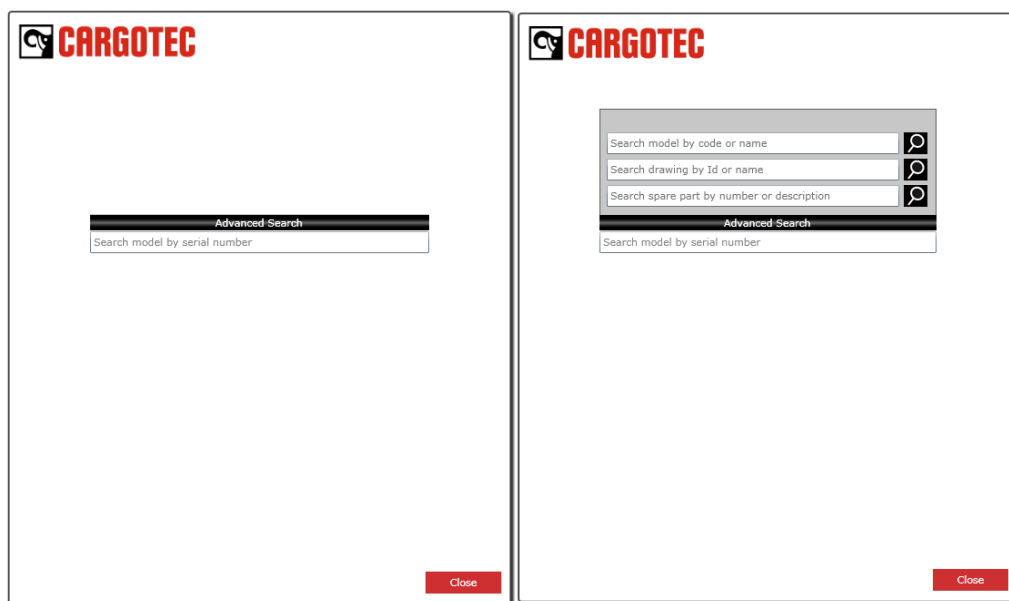 CARGOTEC
Advanced Search
Search model by serial number
Close
CARGOTEC
Search model by code or name
Search drawing by Id or name
Search spare part by number or description
Advanced Search
Search model by serial number
Close